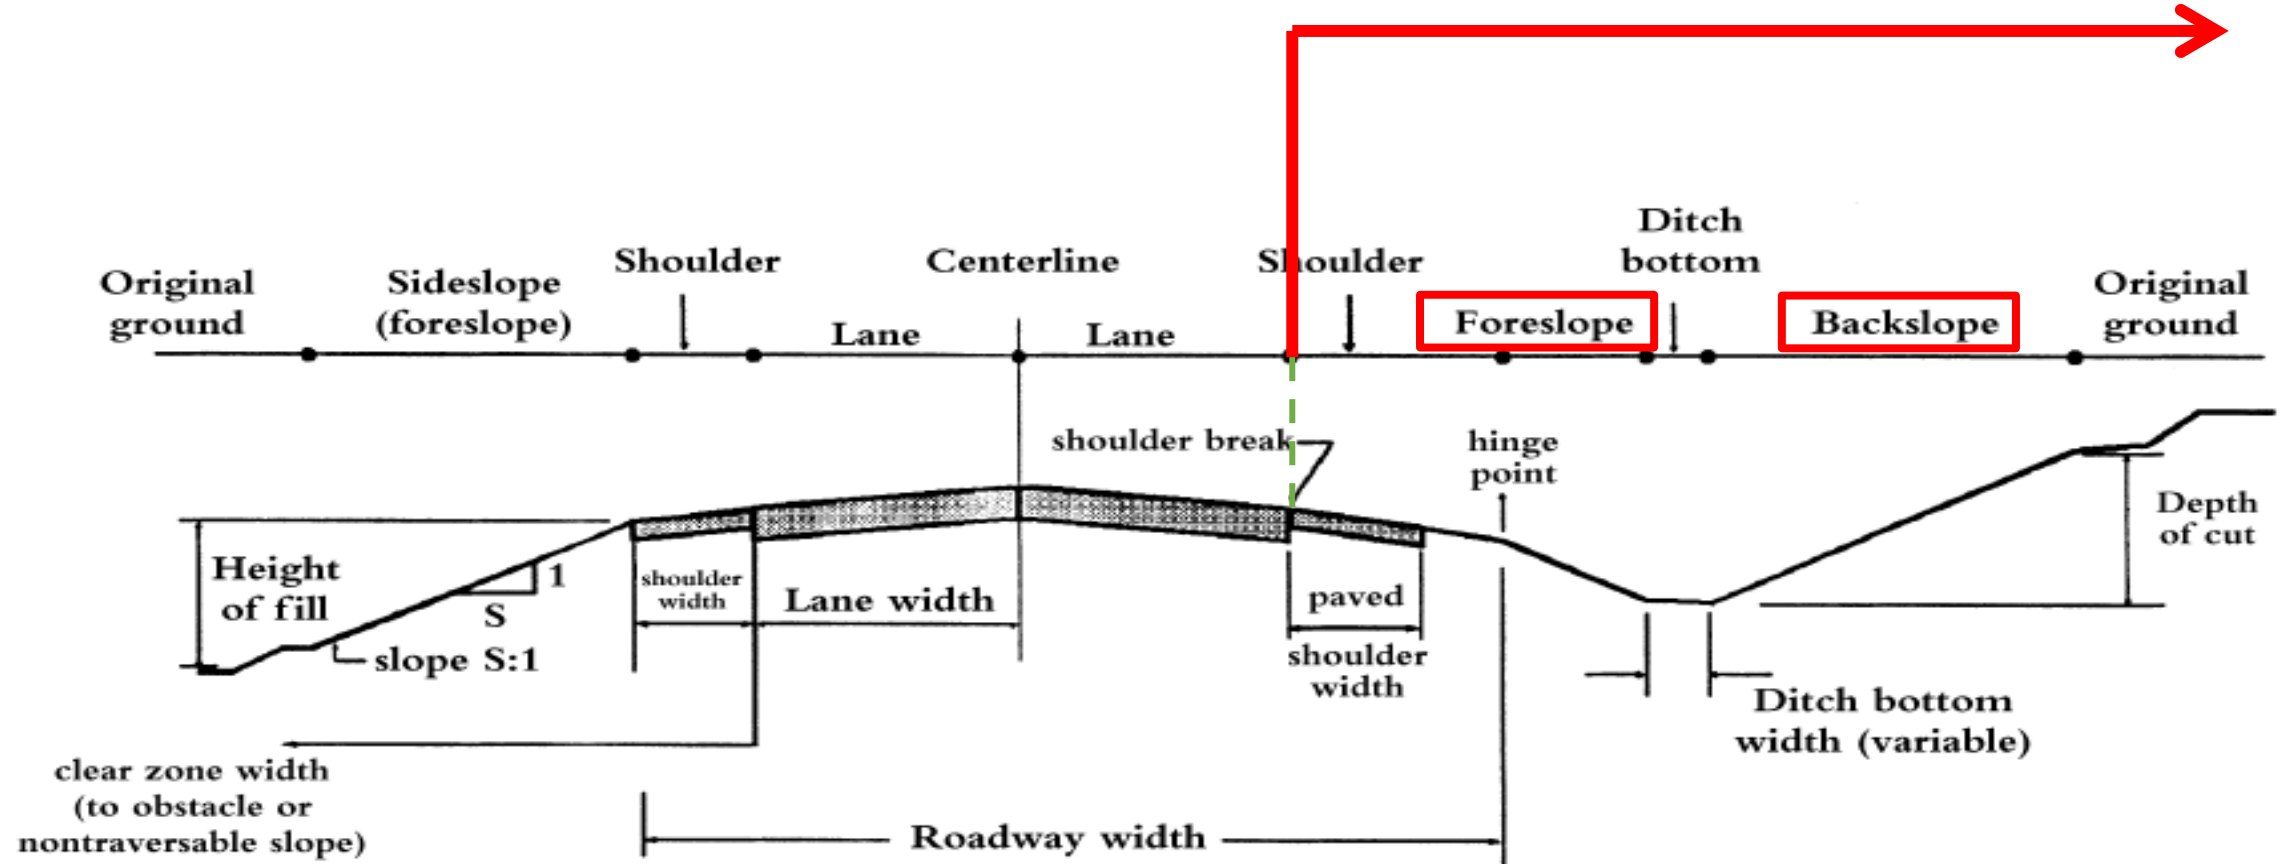 Ditch
bottom
Shoulder
Centerline
Shoulder
Original
ground
Sideslope
(foreslope)
Lane
Lane
Foreslope
Backslope
Original
ground
shoulder break
hinge
point
Depth
of cut
Height
of fill
1
S
slope S:1
shoulder
width
Lane width
paved
shoulder
width
Ditch bottom
width (variable)
clear zone width
(to obstacle or
nontraversable slope)
Roadway width